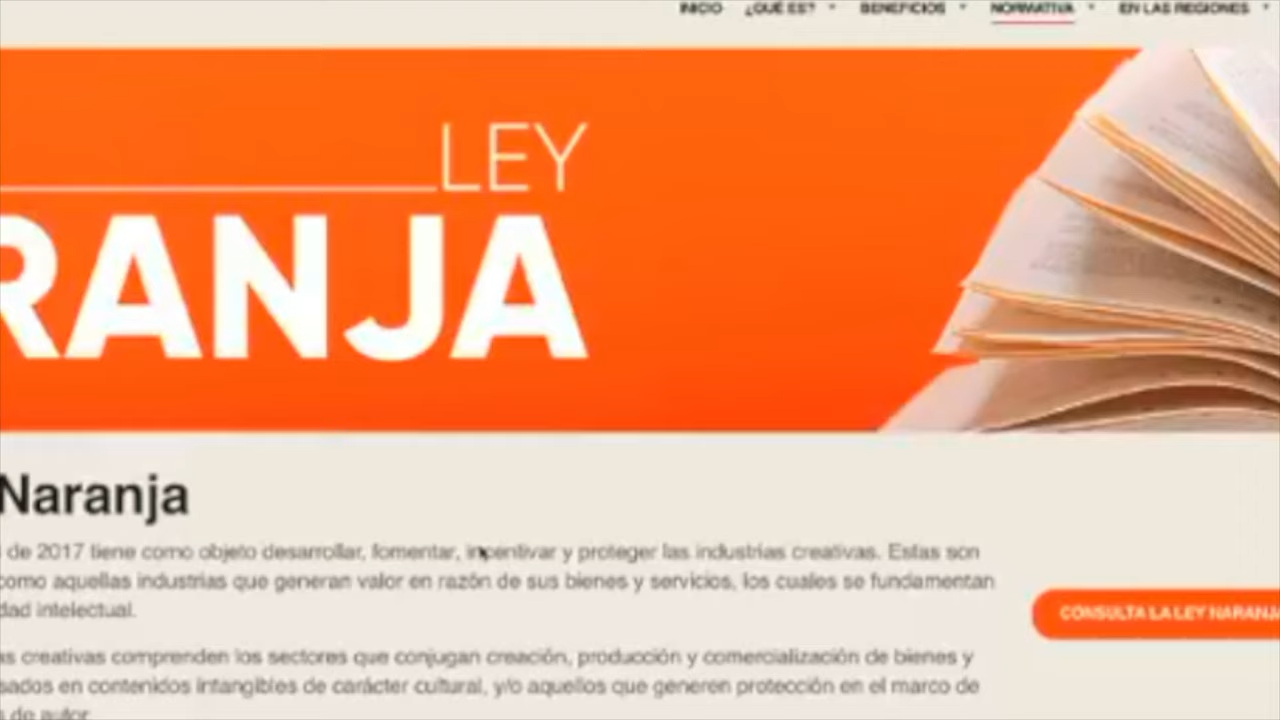 INICIO ¿QUÉ ES? BENEFICIOS NORMATIVA EN LAS REGIONES
LEY
RANJA
Naranja
de 2017 tiene como objeto desarrollar, fomentar, incentivar y proteger las industrias creativas. Estas son
como aquellas industrias que generan valor en razón de sus bienes y servicios, los cuales se fundamentan
dad intelectual.
as creativas comprenden los sectores que conjugan creación, producción y comercialización de bienes y
sados en contenidos intangibles de carácter cultural, y/o aquellos que generen protección en el marco de
s de autor.
CONSULTA LA LEY NARANJA